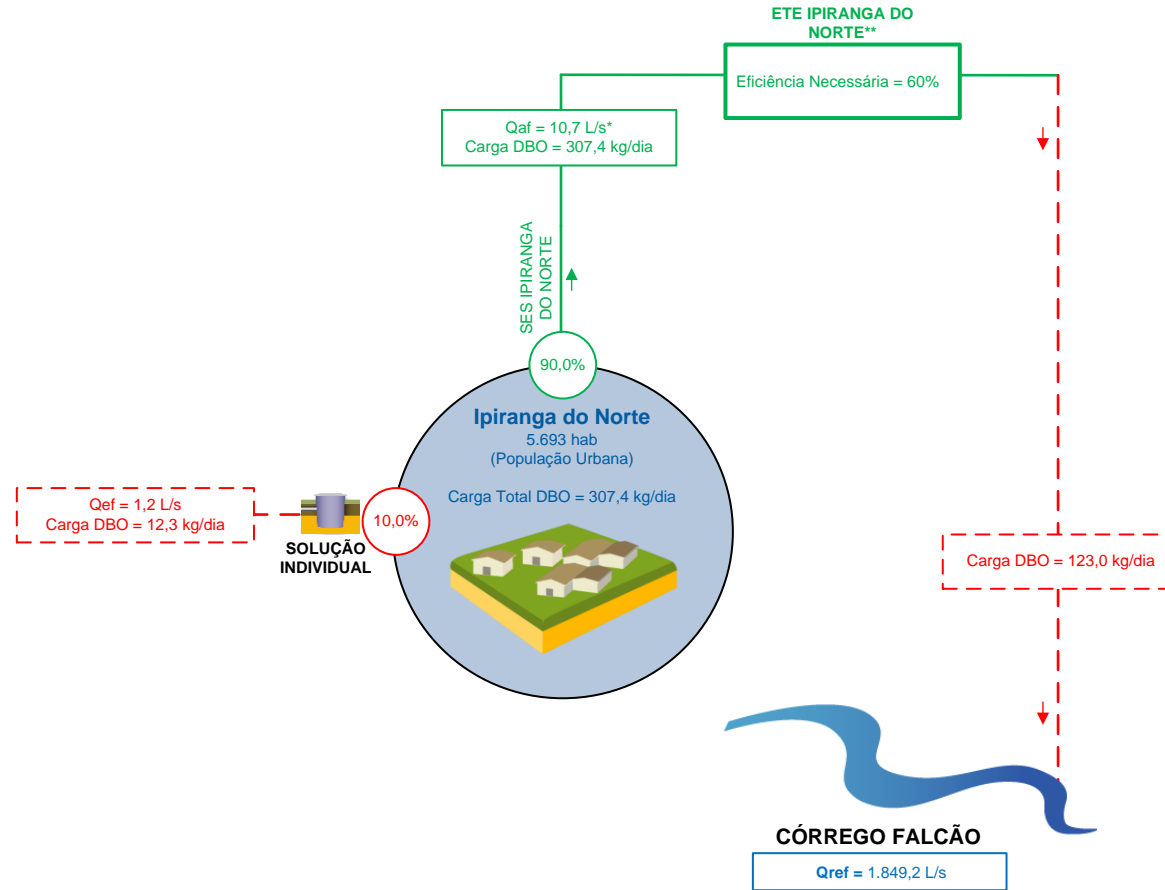 ETE IPIRANGA DO
NORTE**
Eficiência Necessária = 60%
Qaf = 10,7 L/s*
Carga DBO = 307,4 kg/dia
SES IPIRANGA
DO NORTE
90,0%
Ipiranga do Norte
5.693 hab
(População Urbana)
Carga Total DBO = 307,4 kg/dia
10,0%
Qef = 1,2 L/s
Carga DBO = 12,3 kg/dia
SOLUÇÃO
INDIVIDUAL
Carga DBO = 123,0 kg/dia
CÓRREGO FALCÃO
Qref = 1.849,2 L/s